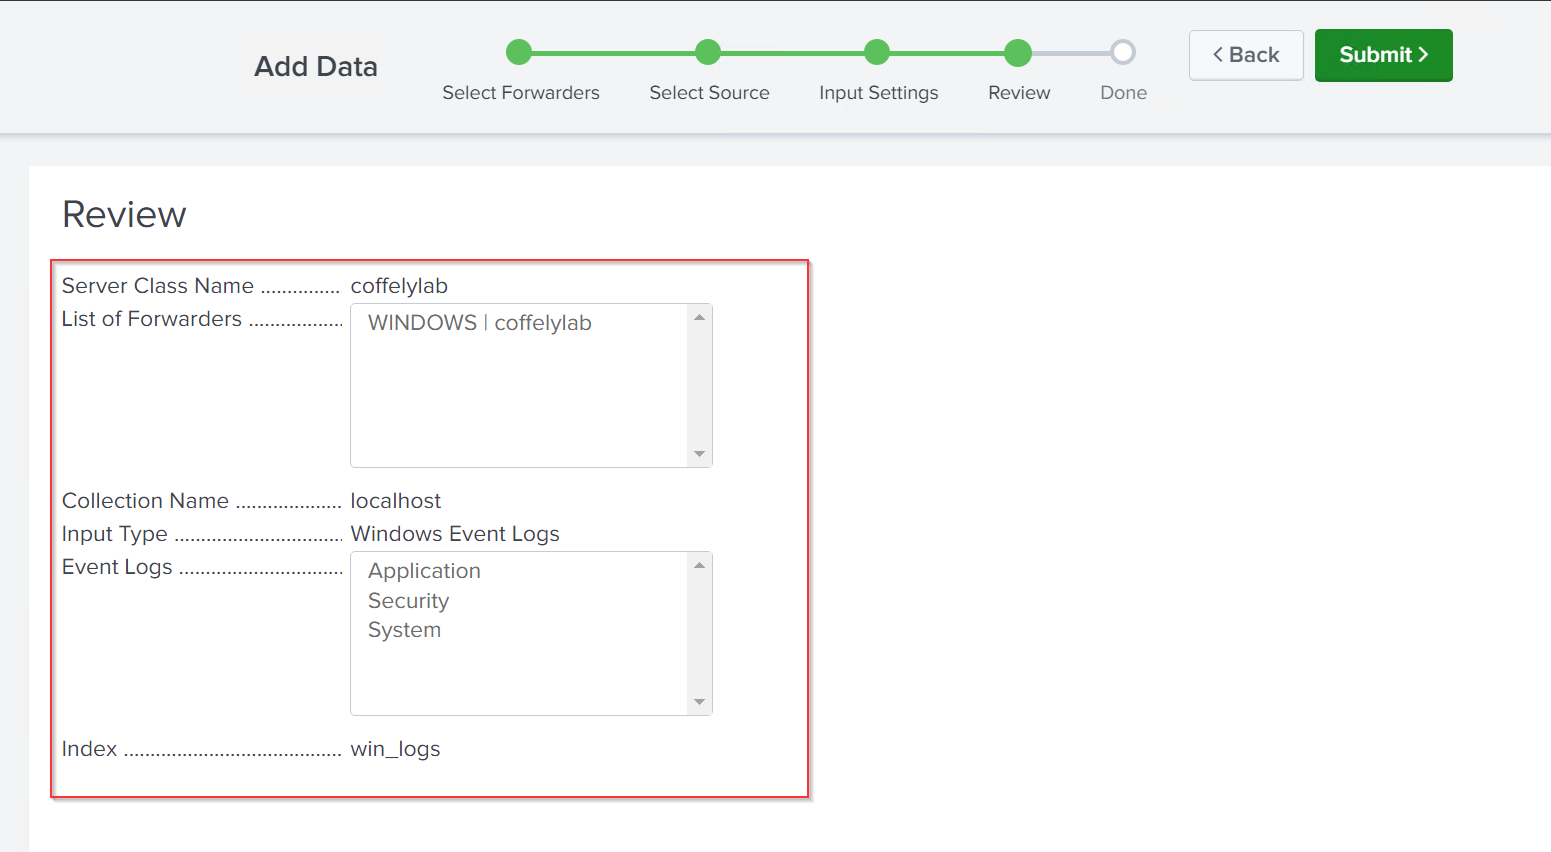 Add Data
Select Forwarders
Select Source
Input Settings
Review
Done
< Back
Submit >
Review
Server Class Name ............... coffelylab
List of Forwarders .................. WINDOWS | coffelylab
Collection Name .................... localhost
Input Type ................................ Windows Event Logs
Event Logs ............................... Application
Security
System
Index ......................................... win_logs